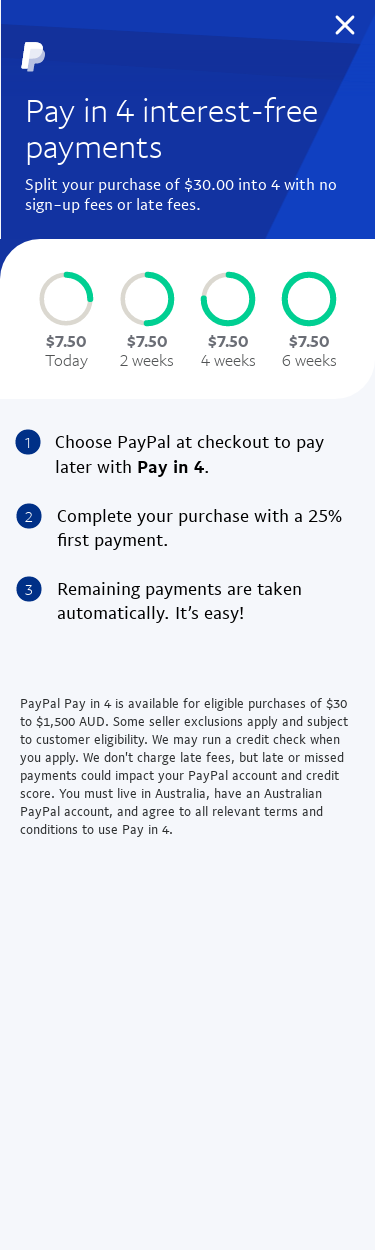 Pay in 4 interest-free
payments
Split your purchase of $30.00 into 4 with no
sign-up fees or late fees.
$7.50 $7.50 $7.50 $7.50
Today 2 weeks 4 weeks 6 weeks
1 Choose PayPal at checkout to pay
later with Pay in 4.
2 Complete your purchase with a 25%
first payment.
3 Remaining payments are taken
automatically. It’s easy!
PayPal Pay in 4 is available for eligible purchases of $30
to $1,500 AUD. Some seller exclusions apply and subject
to customer eligibility. We may run a credit check when
you apply. We don't charge late fees, but late or missed
payments could impact your PayPal account and credit
score. You must live in Australia, have an Australian
PayPal account, and agree to all relevant terms and
conditions to use Pay in 4.